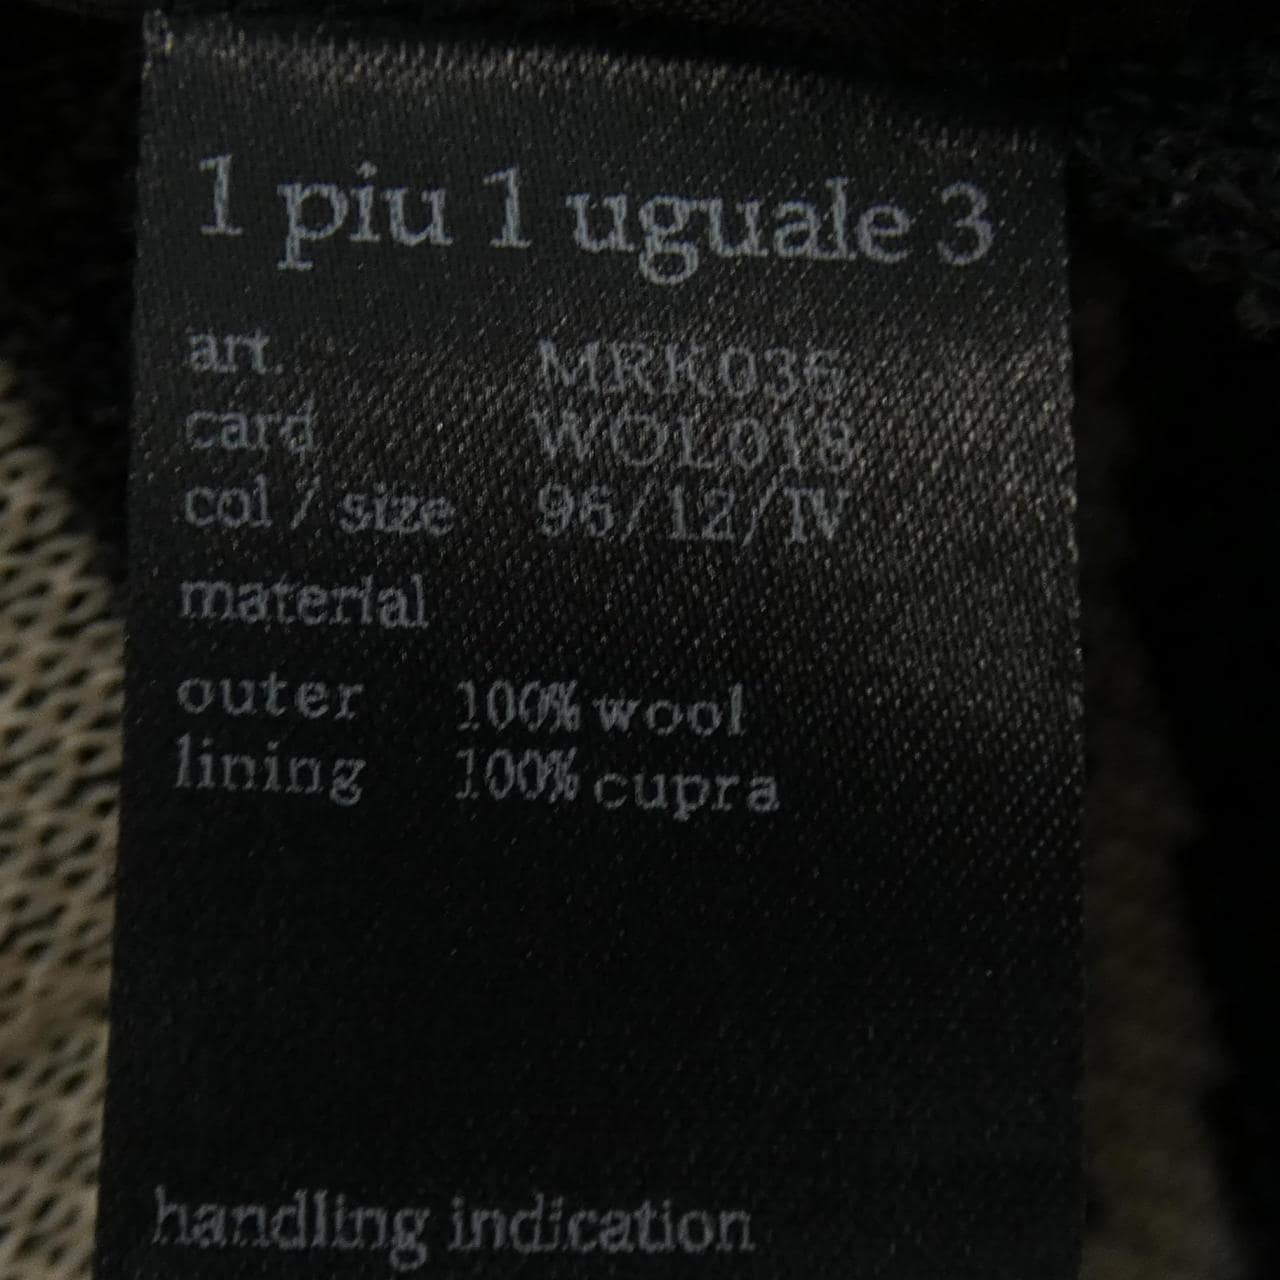 1 piu 1 uguale 3
art. MRK036
card WOL018
col / size 96/12/IV
material
outer 100% wool
lining 100% cupra
handling indication